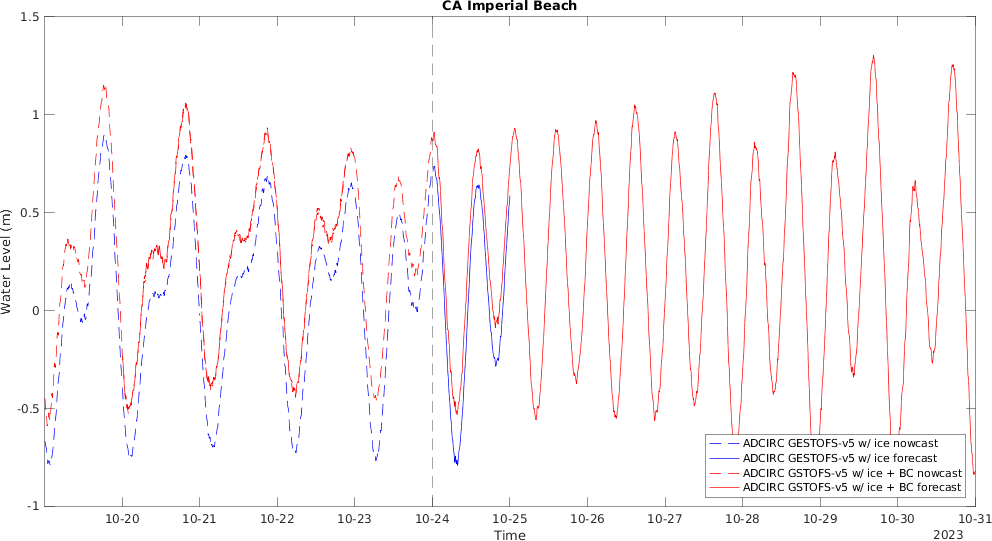 CA Imperial Beach
1.5
1
0.5
0
-0.5
-1
Water Level (m)
10-20 10-21 10-22 10-23 10-24 10-25 10-26 10-27 10-28 10-29 10-30 10-31
Time
2023
ADCIRC GESTOFS-v5 w/ ice nowcast
ADCIRC GESTOFS-v5 w/ ice forecast
ADCIRC GSTOFS-v5 w/ ice + BC nowcast
ADCIRC GSTOFS-v5 w/ ice + BC forecast